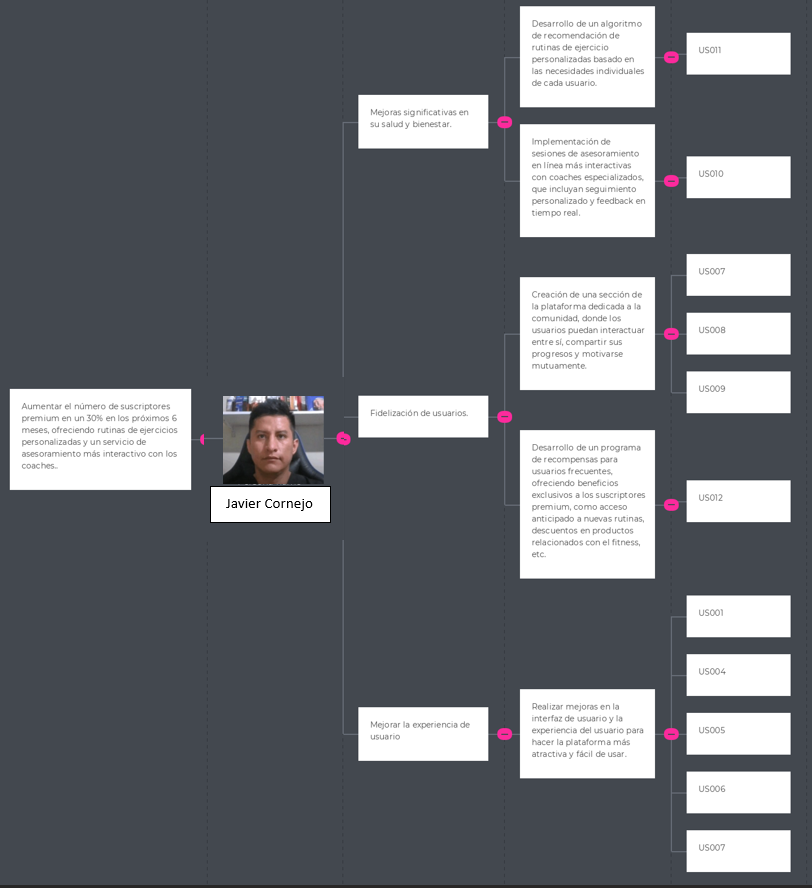 Aumentar el número de suscriptores
premium en un 30% en los próximos 6
meses, ofreciendo rutinas de ejercicios
personalizadas y un servicio de
asesoramiento más interactivo con los
coaches..
Javier Cornejo
Mejoras significativas en
su salud y bienestar.
Desarrollo de un algoritmo
de recomendación de
rutinas de ejercicio
personalizadas basado en
las necesidades individuales
de cada usuario.
US011
Implementación de
sesiones de asesoramiento
en línea más interactivas
con coaches especializados,
que incluyan seguimiento
personalizado y feedback en
tiempo real.
US010
Fidelización de usuarios.
Creación de una sección de
la plataforma dedicada a la
comunidad, donde los
usuarios puedan interactuar
entre sí, compartir sus
progresos y motivarse
mutuamente.
US007
US008
US009
Desarrollo de un programa
de recompensas para
usuarios frecuentes,
ofreciendo beneficios
exclusivos a los suscriptores
premium, como acceso
anticipado a nuevas rutinas,
descuentos en productos
relacionados con el fitness,
etc.
US012
Mejorar la experiencia de
usuario
Realizar mejoras en la
interfaz de usuario y la
experiencia del usuario para
hacer la plataforma más
atractiva y fácil de usar.
US001
US004
US005
US006
US007